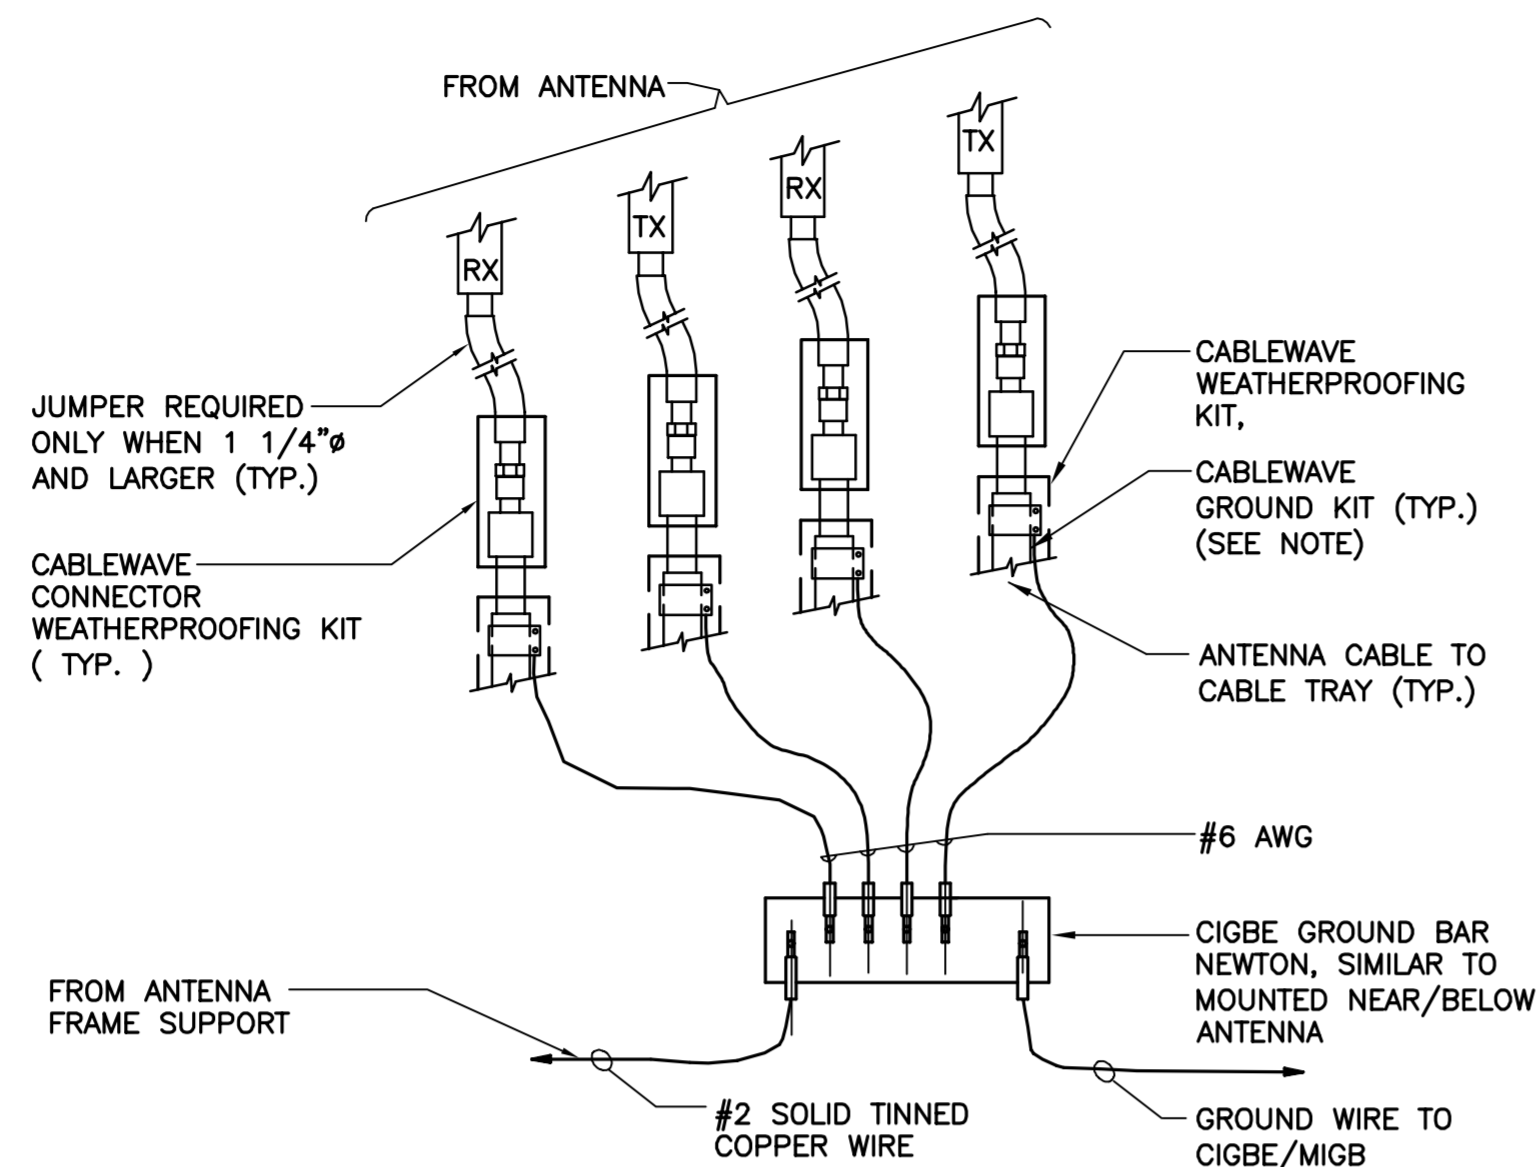 FROM ANTENNA
TX
RX
TX
RX
JUMPER REQUIRED
ONLY WHEN 1 1/4"ø
AND LARGER (TYP.)
CABLEWAVE
CONNECTOR
WEATHERPROOFING KIT
( TYP. )
CABLEWAVE
WEATHERPROOFING
KIT,
CABLEWAVE
GROUND KIT (TYP.)
(SEE NOTE)
ANTENNA CABLE TO
CABLE TRAY (TYP.)
#6 AWG
CIGBE GROUND BAR
NEWTON, SIMILAR TO
MOUNTED NEAR/BELOW
ANTENNA
FROM ANTENNA
FRAME SUPPORT
#2 SOLID TINNED
COPPER WIRE
GROUND WIRE TO
CIGBE/MIGB